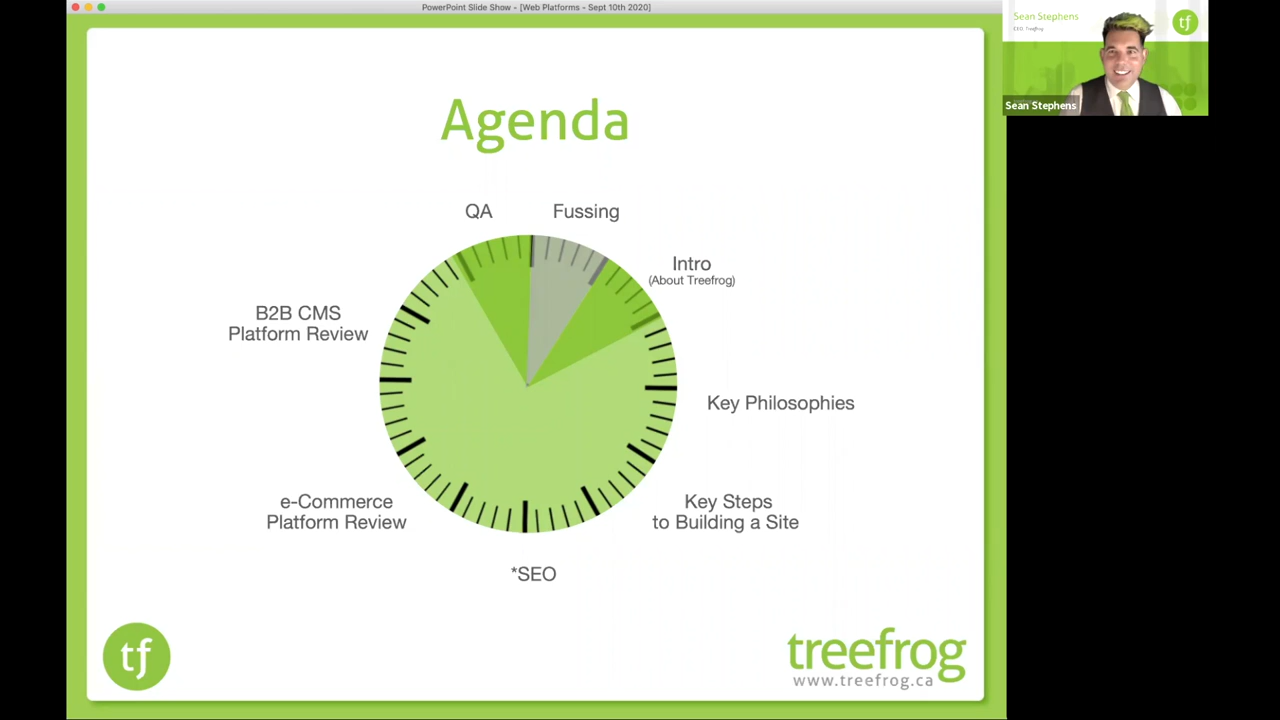 PowerPoint Slide Show - [Web Platforms - Sept 10th 2020]
Agenda
QA
Fussing
Intro
(About Treefrog)
B2B CMS
Platform Review
Key Philosophies
e-Commerce
Platform Review
Key Steps
to Building a Site
*SEO
tf
treefrog
www.treefrog.ca
Sean Stephens
CEO, Treefrog
tf
Sean Stephens